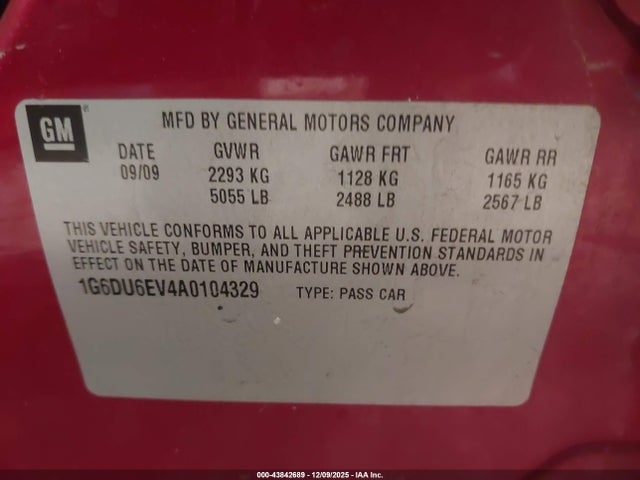 GM
MFD BY GENERAL MOTORS COMPANY
DATE GVWR GAWR FRT GAWR RR
09/09 2293 KG 1128 KG 1165 KG
5055 LB 2488 LB 2567 LB
THIS VEHICLE CONFORMS TO ALL APPLICABLE U.S. FEDERAL MOTOR
VEHICLE SAFETY, BUMPER, AND THEFT PREVENTION STANDARDS IN
EFFECT ON THE DATE OF MANUFACTURE SHOWN ABOVE.
1G6DU6EV4A0104329 TYPE: PASS CAR
000-43842689 - 12/09/2025 - IAA Inc.